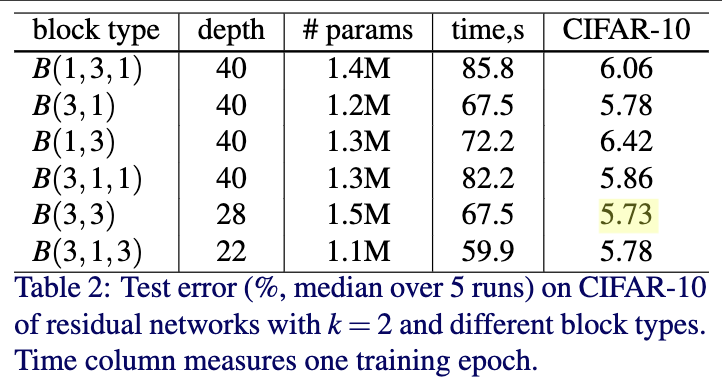 block type depth # params time,s CIFAR-10
B(1,3,1) 40 1.4M 85.8 6.06
B(3,1) 40 1.2M 67.5 5.78
B(1,3) 40 1.3M 72.2 6.42
B(3,1,1) 40 1.3M 82.2 5.86
B(3,3) 28 1.5M 67.5 5.73
B(3,1,3) 22 1.1M 59.9 5.78
Table 2: Test error (%, median over 5 runs) on CIFAR-10
of residual networks with k = 2 and different block types.
Time column measures one training epoch.